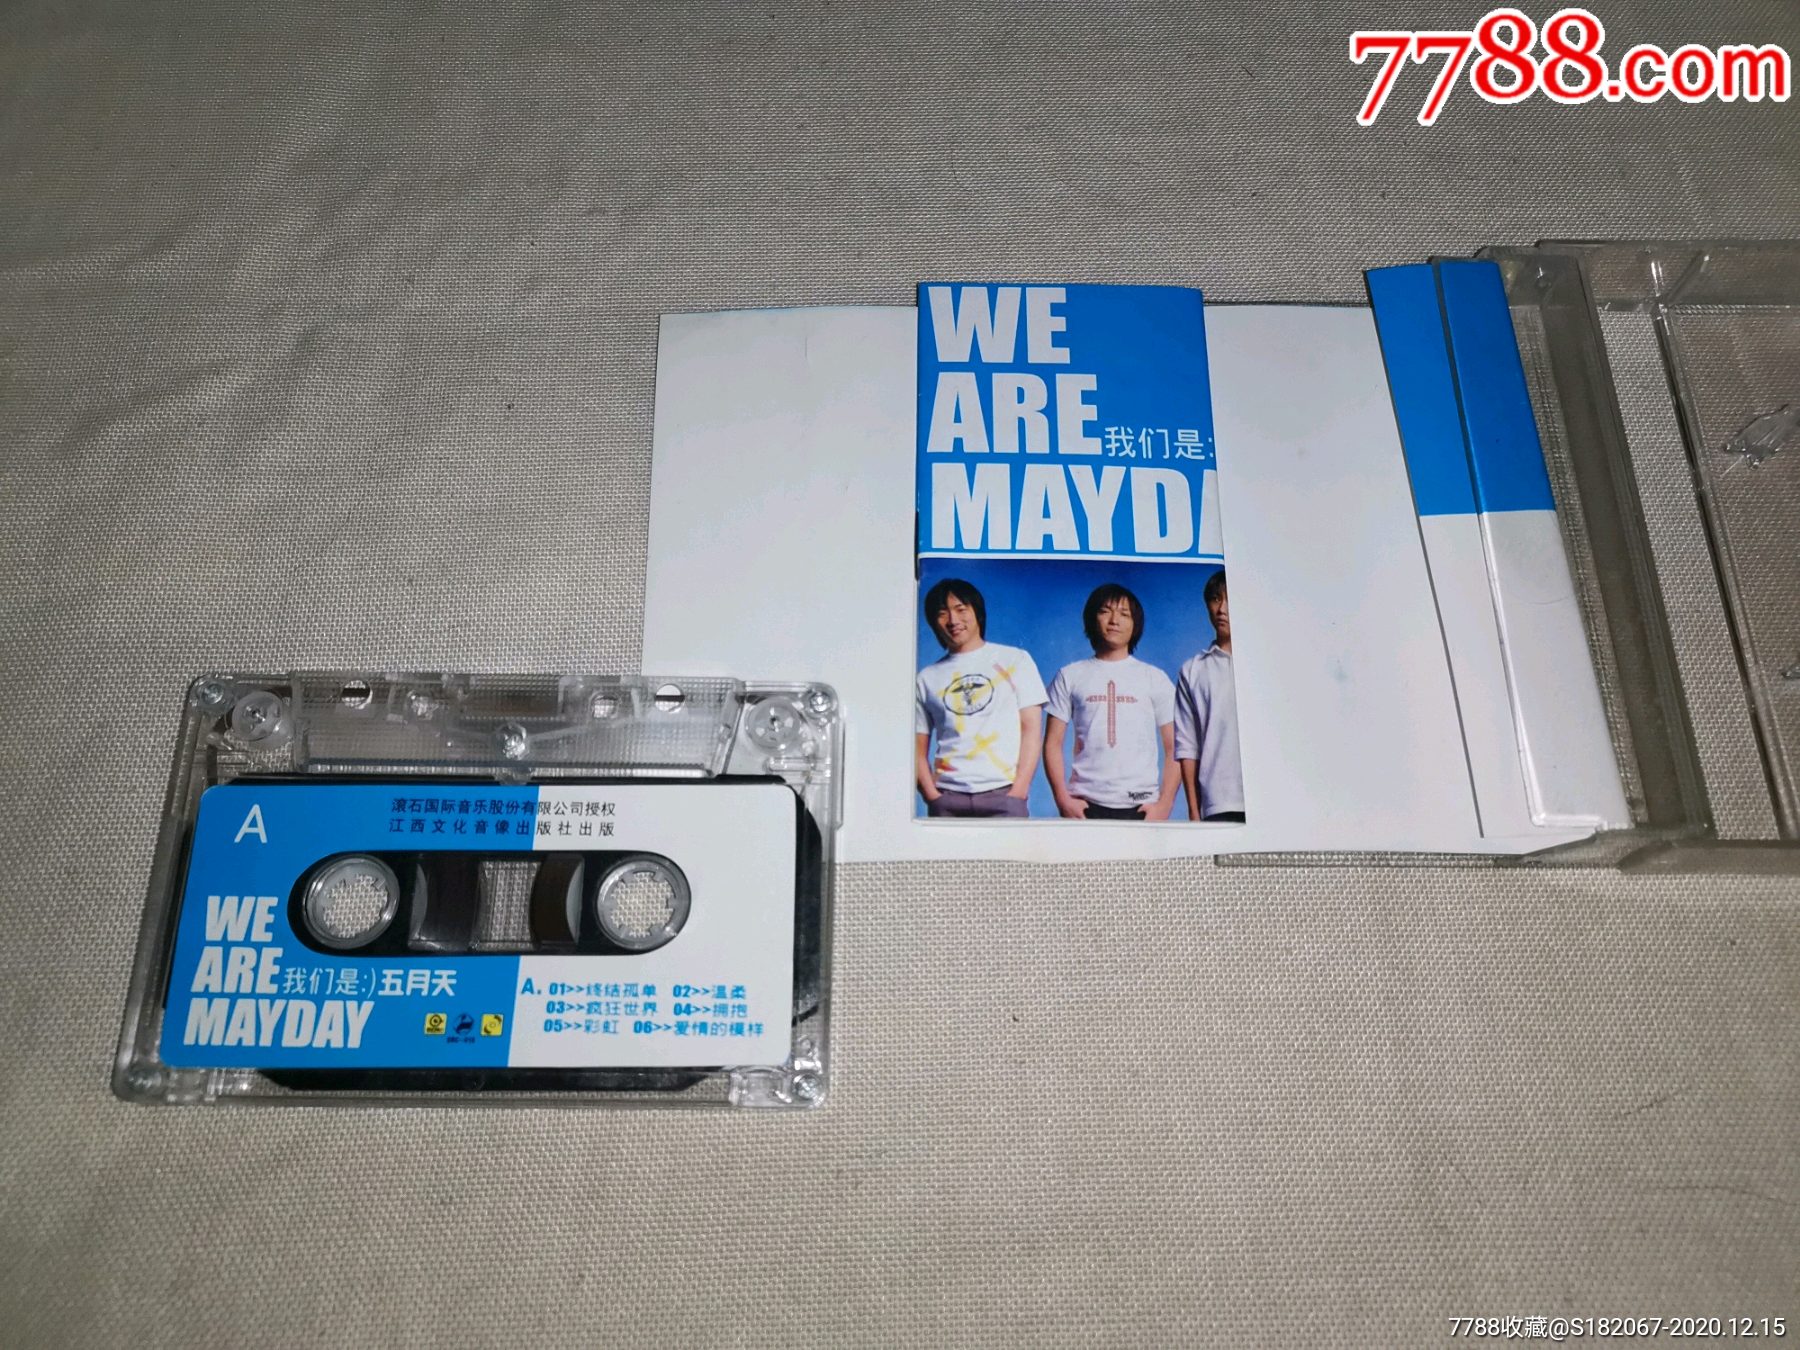 7788.com
WE
ARE 我们是:
MAYDA
A
滚石国际音乐股份有限公司授权
江西文化音像出版社出版
WE
ARE 我们是:) 五月天
MAYDAY
A. 01>>终结孤单 02>>温柔
03>>疯狂世界 04>>拥抱
05>>彩虹 06>>爱情的模样
7788收藏@S182067-2020.12.15